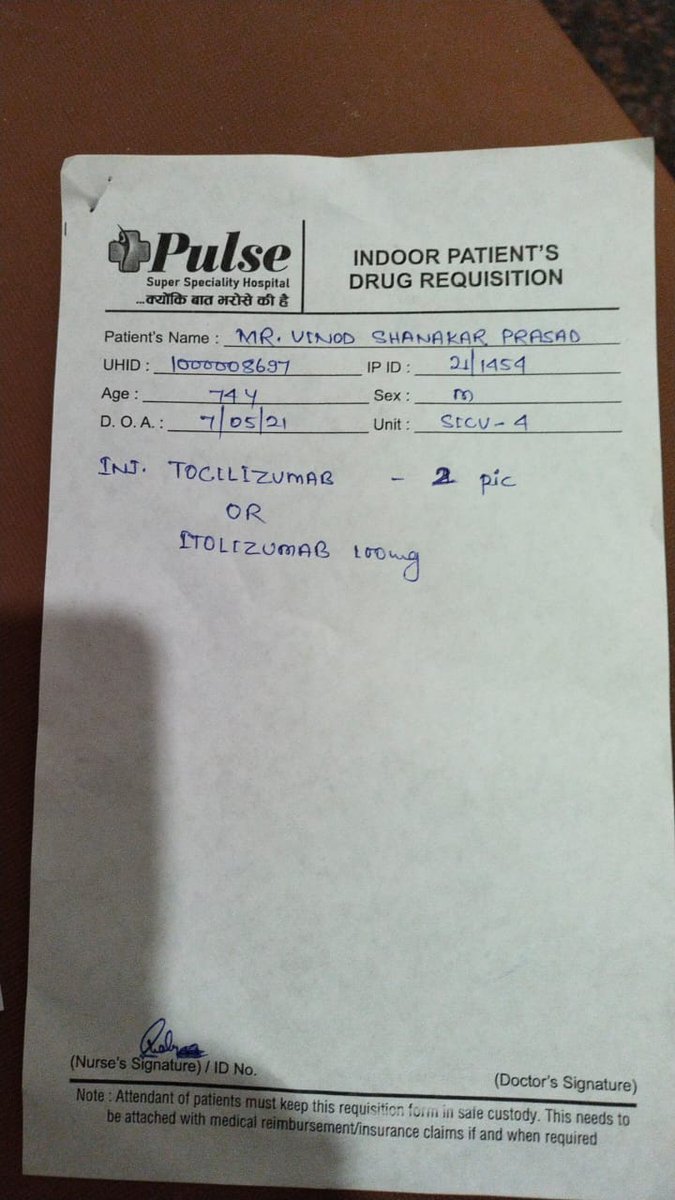 Pulse
Super Speciality Hospital
...क्योंकि बात भरोसे की है
INDOOR PATIENT'S
DRUG REQUISITION
Patient's Name : MR. VINOD SHANAKAR PRASAD
UHID : 1000008697 IP ID : 21/1454
Age : 74 Y Sex : m
D. O. A. : 7/05/21 Unit : SICU - 4
INJ. TOCILIZUMAB - 2 pic
OR
ITOLIZUMAB 100mg
(Nurse's Signature) / ID No.
(Doctor's Signature)
Note : Attendant of patients must keep this requisition form in safe custody. This needs to
be attached with medical reimbursement/insurance claims if and when required